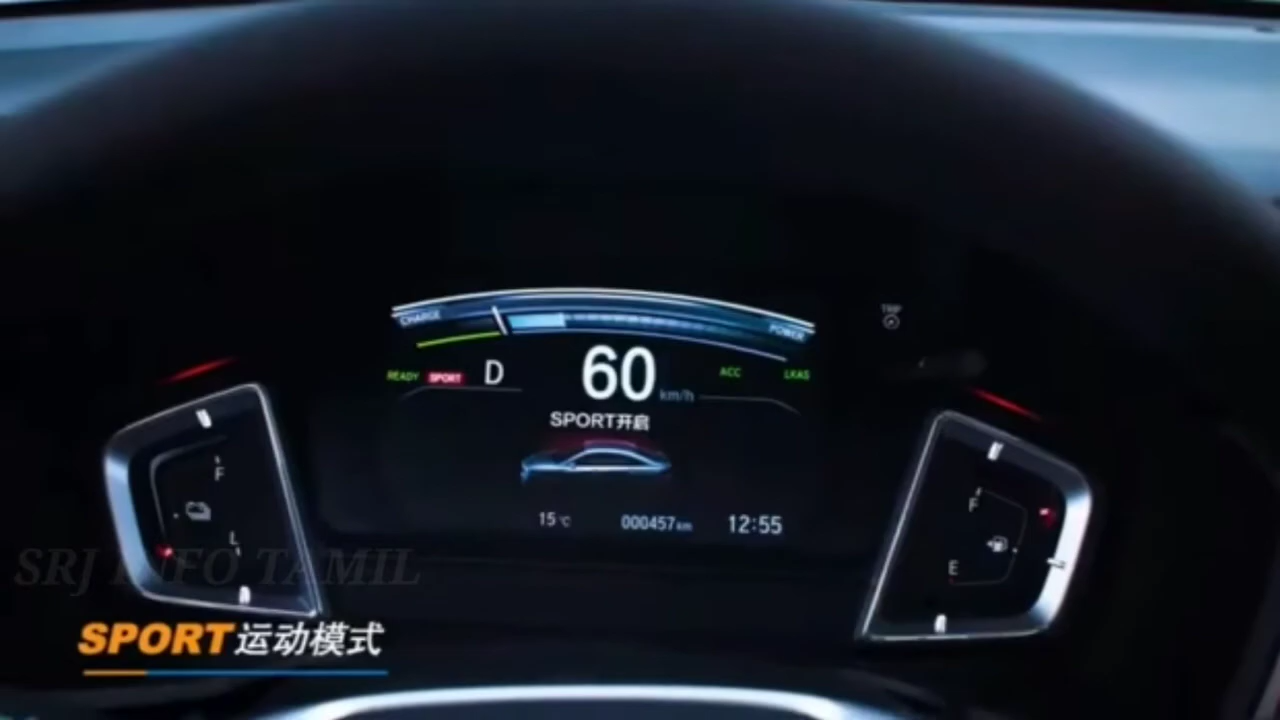 CHARGE
POWER
TRIP
READY SPORT D 60 km/h ACC LKAS
SPORT开启
F
L
F
E
15℃ 000457km 12:55
SRJ INFO TAMIL
SPORT运动模式